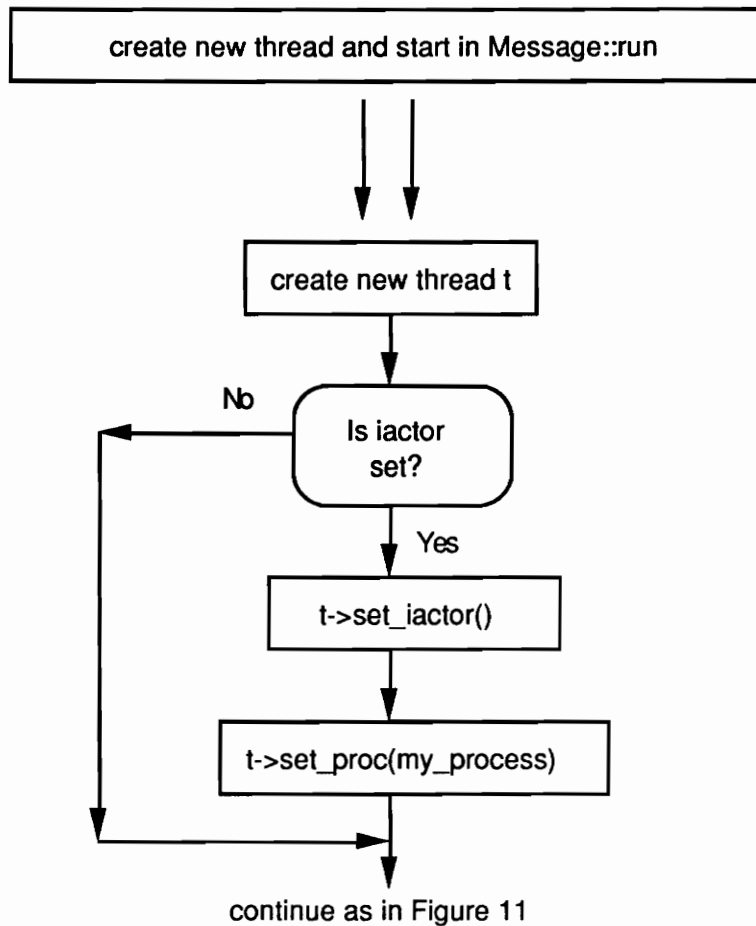 create new thread and start in Message::run
create new thread t
No
Is iactor
set?
Yes
t->set_iactor()
t->set_proc(my_process)
continue as in Figure 11